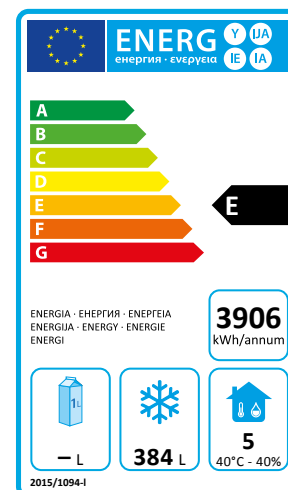 ENERG Y IJA
енергия · ενεργεια IE IA
A
B
C
D
E
F
G
E
ENERGIA · ЕНЕРГИЯ · ΕΝΕΡΓΕΙΑ
ENERGIJA · ENERGY · ENERGIE
ENERGI
3906
kWh/annum
1L
– L
384 L
5
40°C - 40%
2015/1094-I